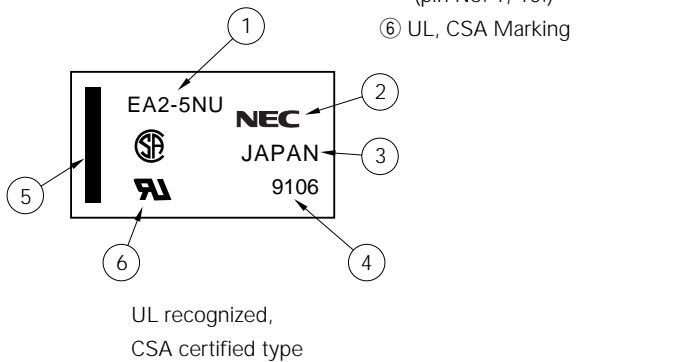 (pin No. 1, 10.)
⑥ UL, CSA Marking
1
EA2-5NU
NEC
2
JAPAN
3
9106
5
6
4
UL recognized,
CSA certified type